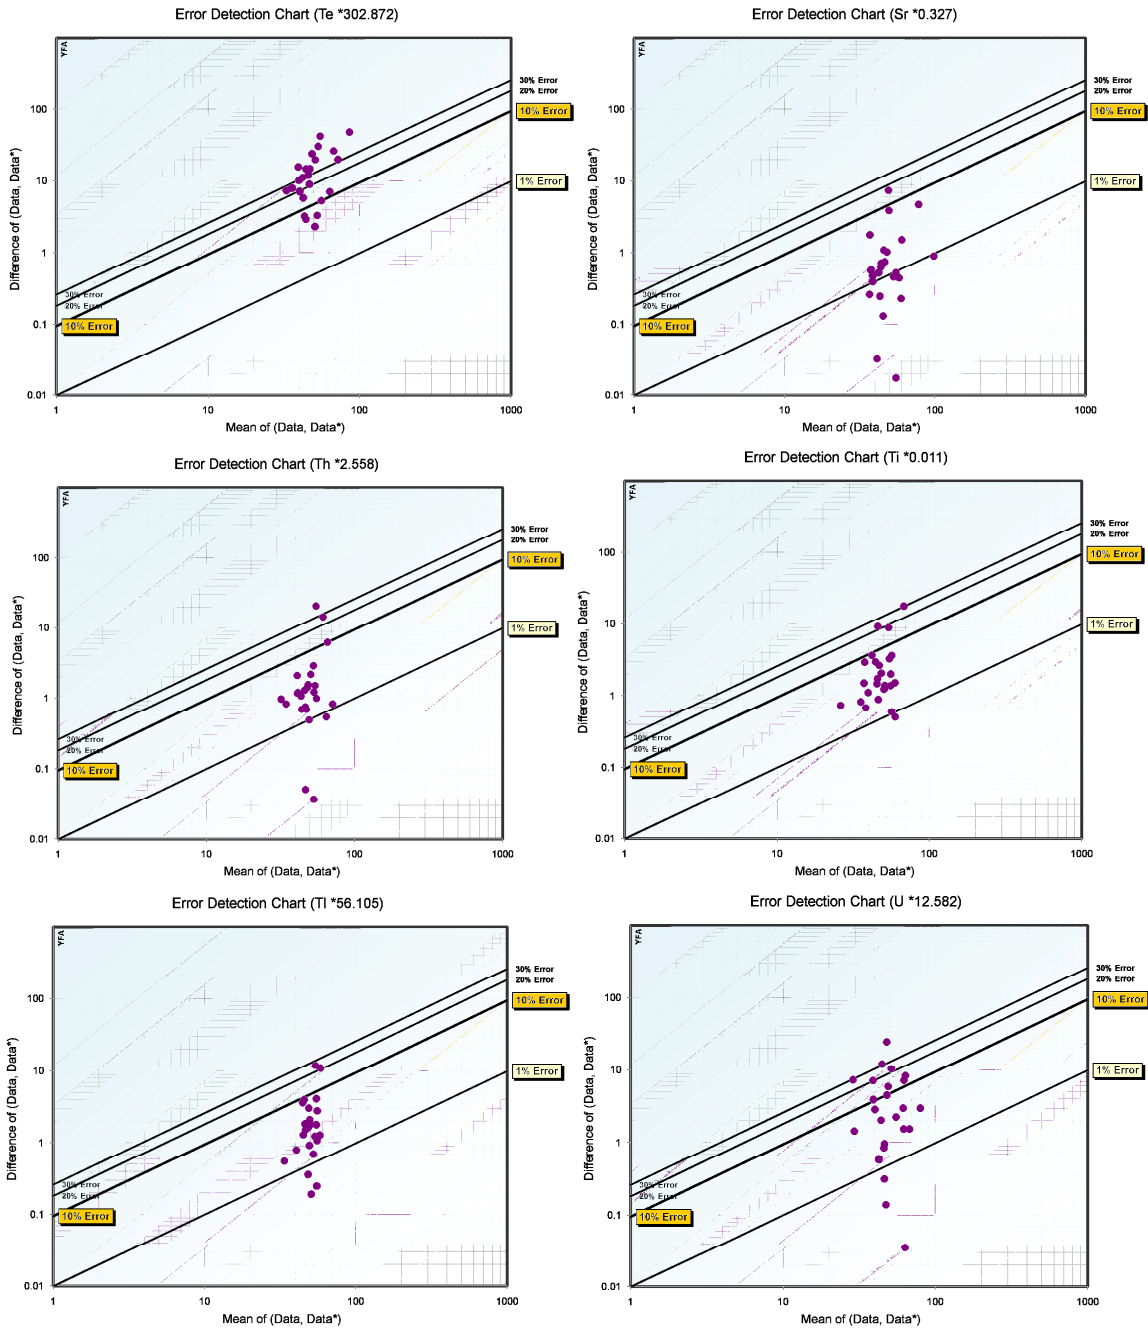 Error Detection Chart (Te *302.872)
YFA
Difference of (Data, Data*)
100
10
1
0.1
0.01
30% Error
20% Error
10% Error
1% Error
30% Error
20% Error
10% Error
1
10
100
1000
Mean of (Data, Data*)
Error Detection Chart (Sr *0.327)
YFA
Difference of (Data, Data*)
100
10
1
0.1
0.01
30% Error
20% Error
10% Error
1% Error
30% Error
20% Error
10% Error
1
10
100
1000
Mean of (Data, Data*)
Error Detection Chart (Th *2.558)
YFA
Difference of (Data, Data*)
100
10
1
0.1
0.01
30% Error
20% Error
10% Error
1% Error
30% Error
20% Error
10% Error
1
10
100
1000
Mean of (Data, Data*)
Error Detection Chart (Ti *0.011)
YFA
Difference of (Data, Data*)
100
10
1
0.1
0.01
30% Error
20% Error
10% Error
1% Error
30% Error
20% Error
10% Error
1
10
100
1000
Mean of (Data, Data*)
Error Detection Chart (Tl *56.105)
YFA
Difference of (Data, Data*)
100
10
1
0.1
0.01
30% Error
20% Error
10% Error
1% Error
30% Error
20% Error
10% Error
1
10
100
1000
Mean of (Data, Data*)
Error Detection Chart (U *12.582)
YFA
Difference of (Data, Data*)
100
10
1
0.1
0.01
30% Error
20% Error
10% Error
1% Error
30% Error
20% Error
10% Error
1
10
100
1000
Mean of (Data, Data*)